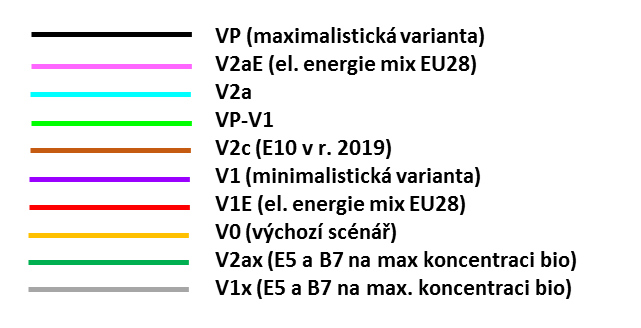 VP (maximalistická varianta)
V2aE (el. energie mix EU28)
V2a
VP-V1
V2c (E10 v r. 2019)
V1 (minimalistická varianta)
V1E (el. energie mix EU28)
V0 (výchozí scénář)
V2ax (E5 a B7 na max koncentraci bio)
V1x (E5 a B7 na max. koncentraci bio)